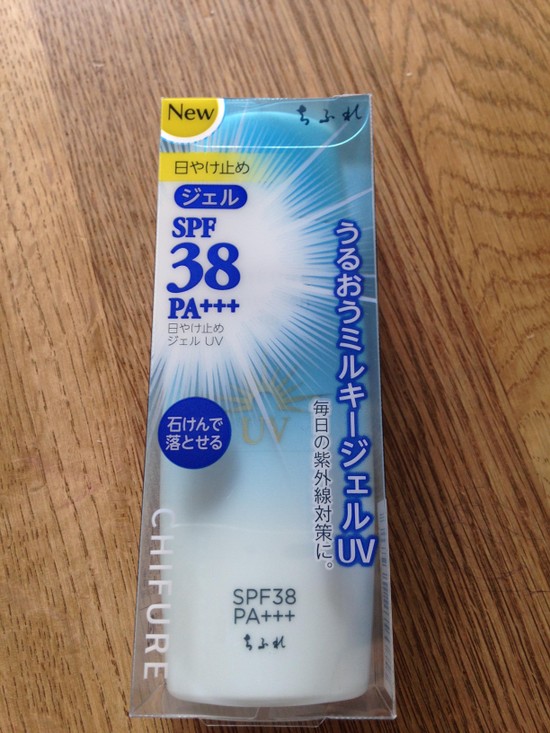 New
ちふれ
日やけ止め
ジェル
SPF
38
PA+++
日やけ止め
ジェル UV
うるおうミルキージェルUV
毎日の紫外線対策に。
石けんで
落とせる
UV
CHIFURE
SPF38
PA+++
ちふれ